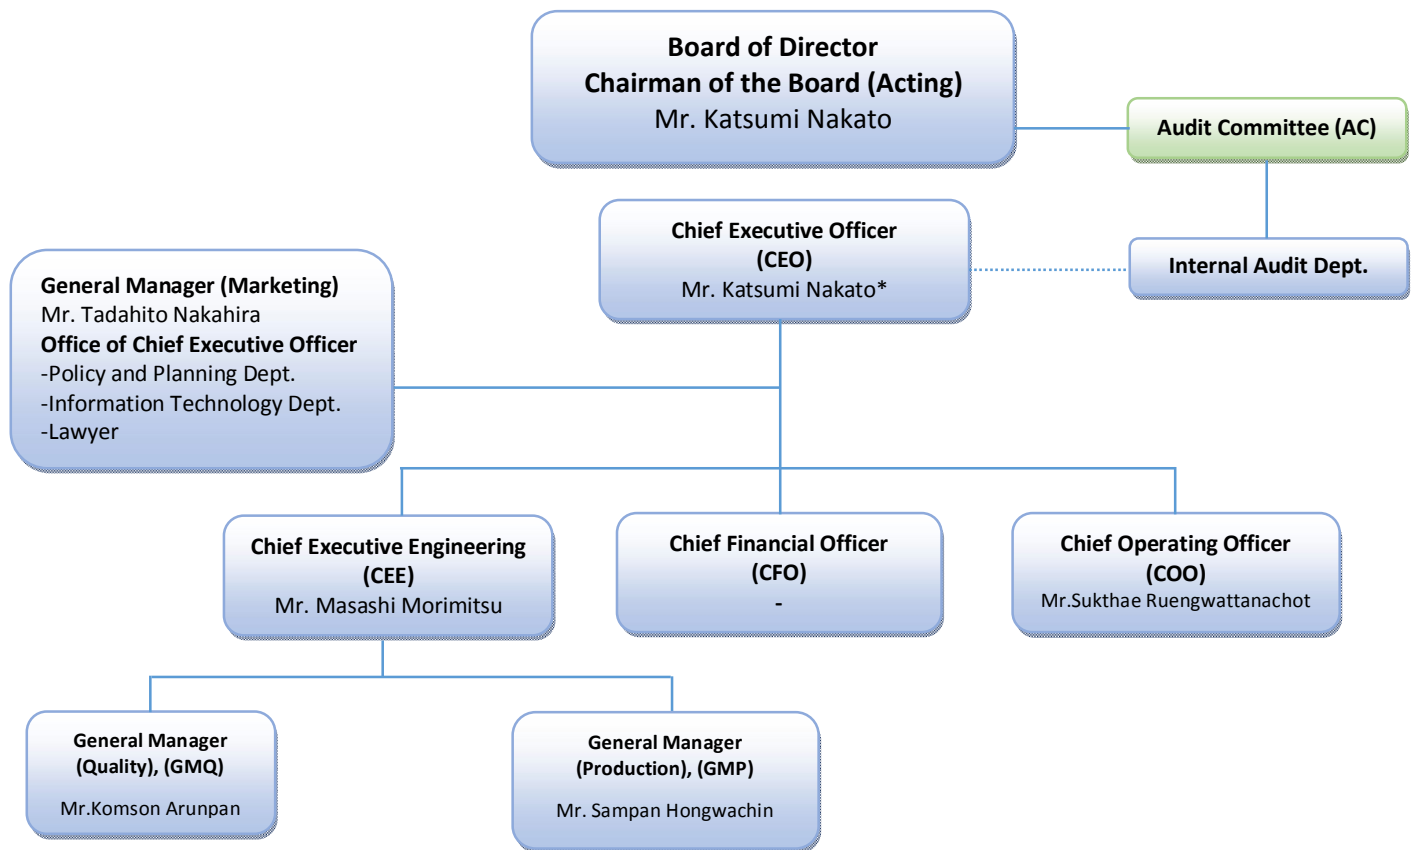 Board of Director
Chairman of the Board (Acting)
Mr. Katsumi Nakato
Audit Committee (AC)
Chief Executive Officer
(CEO)
Mr. Katsumi Nakato*
Internal Audit Dept.
General Manager (Marketing)
Mr. Tadahito Nakahira
Office of Chief Executive Officer
-Policy and Planning Dept.
-Information Technology Dept.
-Lawyer
Chief Executive Engineering
(CEE)
Mr. Masashi Morimitsu
Chief Financial Officer
(CFO)
-
Chief Operating Officer
(COO)
Mr.Sukthae Ruengwattanachot
General Manager
(Quality), (GMQ)
Mr.Komson Arunpan
General Manager
(Production), (GMP)
Mr. Sampan Hongwachin